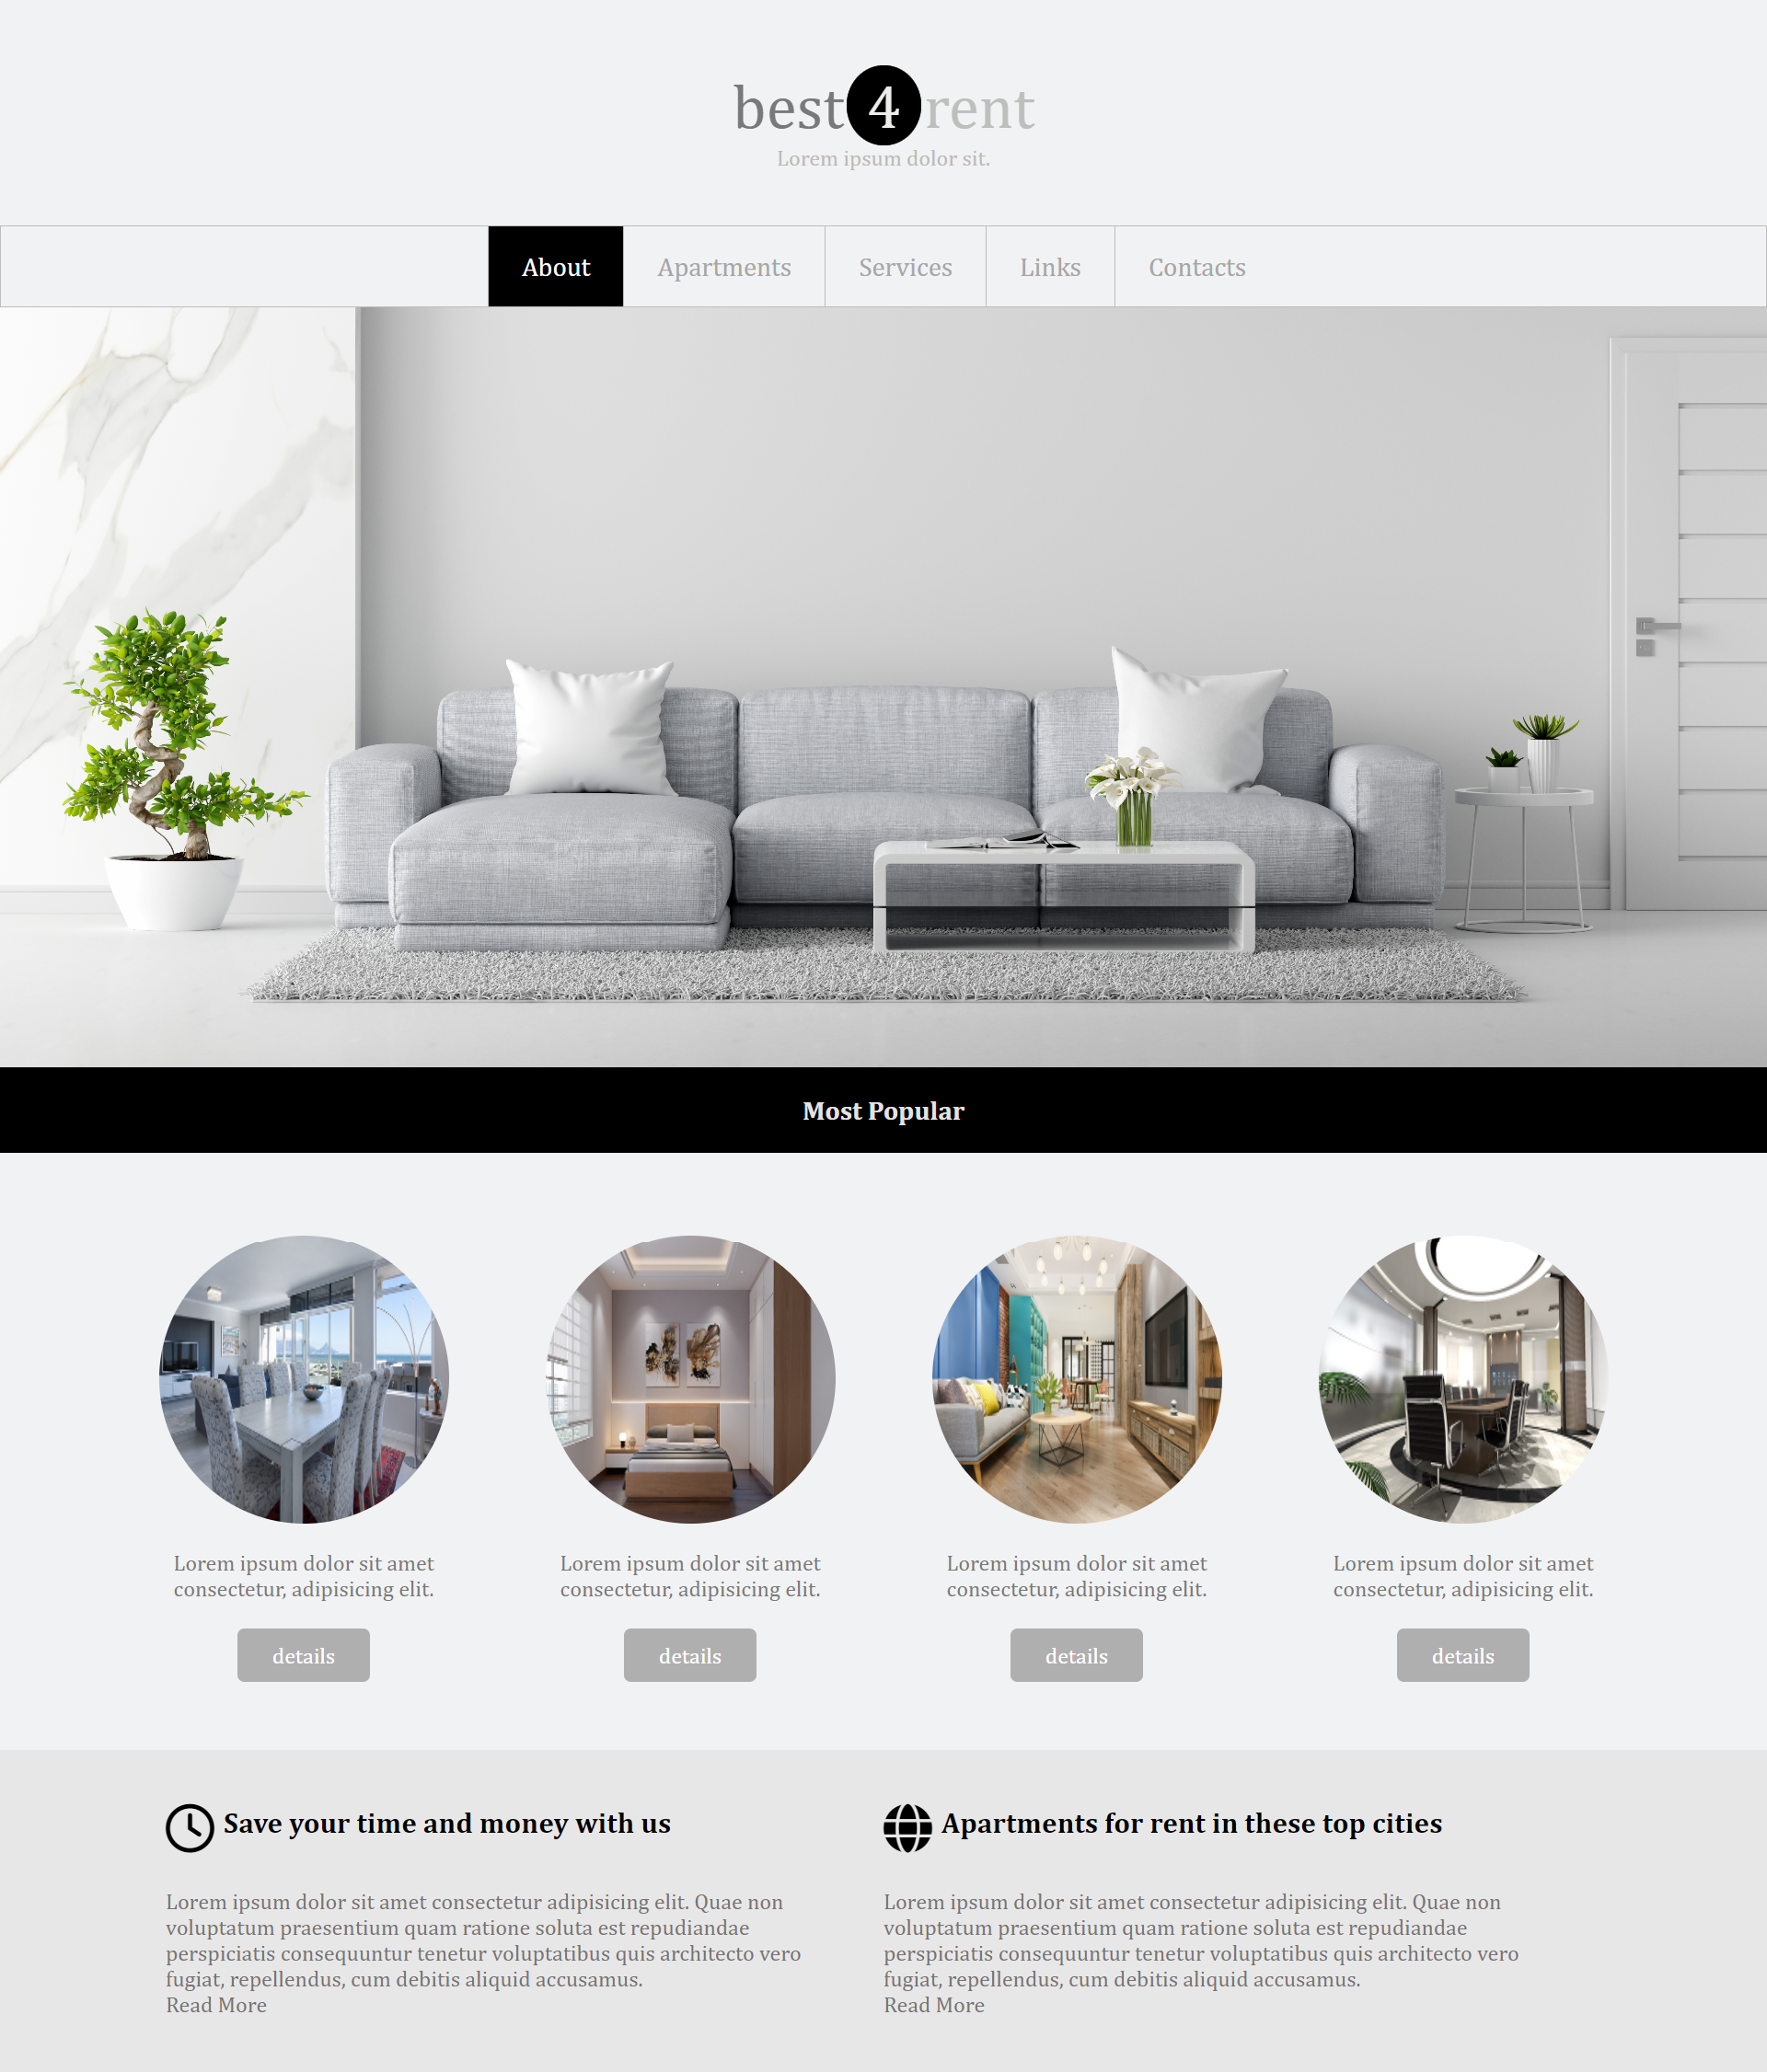 best 4 rent
Lorem ipsum dolor sit.
About Apartments Services Links Contacts
Most Popular
Lorem ipsum dolor sit amet
consectetur, adipisicing elit.
details
Lorem ipsum dolor sit amet
consectetur, adipisicing elit.
details
Lorem ipsum dolor sit amet
consectetur, adipisicing elit.
details
Lorem ipsum dolor sit amet
consectetur, adipisicing elit.
details
Save your time and money with us
Lorem ipsum dolor sit amet consectetur adipisicing elit. Quae non
voluptatum praesentium quam ratione soluta est repudiandae
perspiciatis consequuntur tenetur voluptatibus quis architecto vero
fugiat, repellendus, cum debitis aliquid accusamus.
Read More
Apartments for rent in these top cities
Lorem ipsum dolor sit amet consectetur adipisicing elit. Quae non
voluptatum praesentium quam ratione soluta est repudiandae
perspiciatis consequuntur tenetur voluptatibus quis architecto vero
fugiat, repellendus, cum debitis aliquid accusamus.
Read More